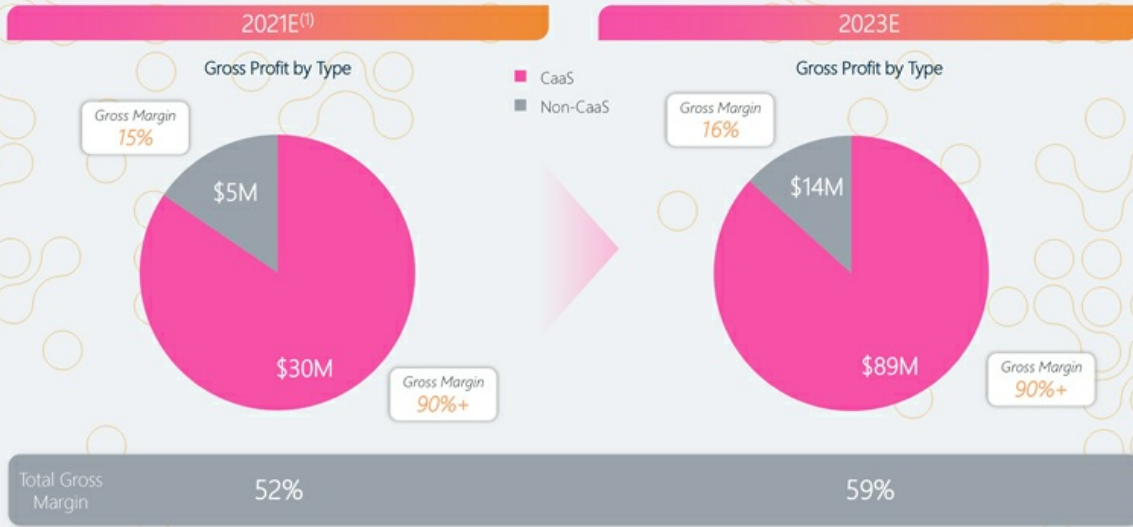 2021E(1)
Gross Profit by Type
Gross Margin
15%
$5M
$30M
Gross Margin
90%+
CaaS
Non-CaaS
2023E
Gross Profit by Type
Gross Margin
16%
$14M
$89M
Gross Margin
90%+
Total Gross
Margin
52%
59%